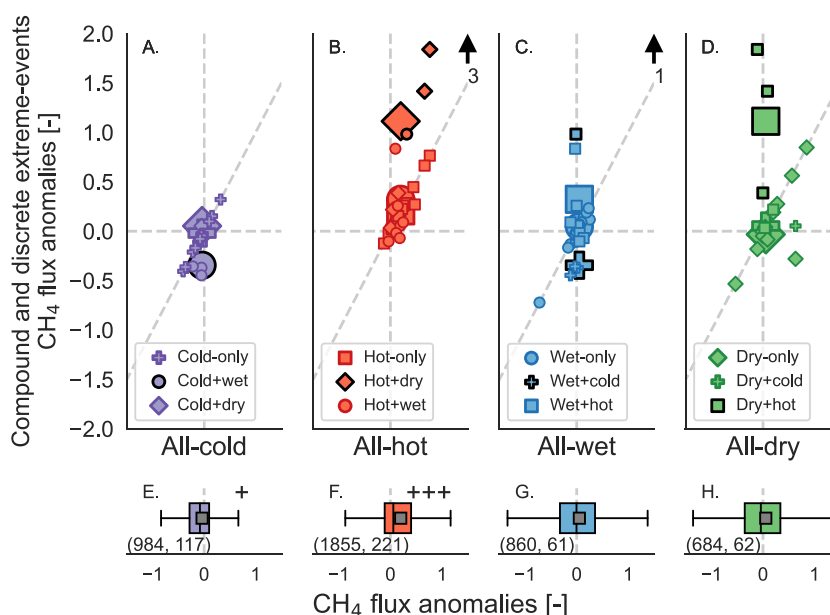 Compound and discrete extreme-events
CH4 flux anomalies [-]
2.0
1.5
1.0
0.5
0.0
−0.5
−1.0
−1.5
−2.0
A.
Cold-only
Cold+wet
Cold+dry
All-cold
B.
3
Hot-only
Hot+dry
Hot+wet
All-hot
C.
1
Wet-only
Wet+cold
Wet+hot
All-wet
D.
Dry-only
Dry+cold
Dry+hot
All-dry
E.
+
(984, 117)
−1 0 1
F.
+++
(1855, 221)
−1 0 1
G.
(860, 61)
−1 0 1
H.
(684, 62)
−1 0 1
CH4 flux anomalies [-]